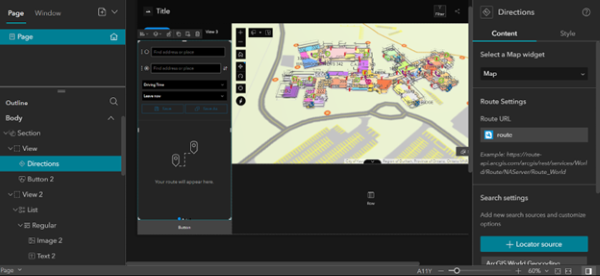 Page
Window
Page
Outline
Body
Section
View
Directions
Button 2
View 2
List
Regular
Image 2
Text 2
Page
Title
View 3
Find address or place
Find address or place
Driving Time
Leave now
Your route will appear here.
Button
Row
A11Y
60%
Directions
Content
Style
Select a Map widget
Map
Route Settings
Route URL
route
Example: https://route-
api.arcgis.com/arcgis/rest/services/Worl
d/Route/NAServer/Route_World
Search settings
Add new search sources and customize
options
+ Locator source
ArcGIS World Geocoding